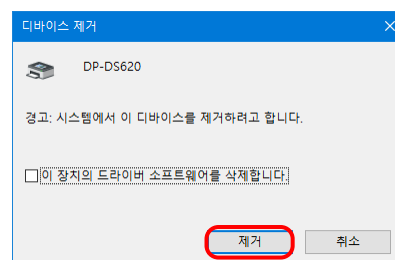 디바이스 제거
DP-DS620
경고: 시스템에서 이 디바이스를 제거하려고 합니다.
이 장치의 드라이버 소프트웨어를 삭제합니다.
제거
취소